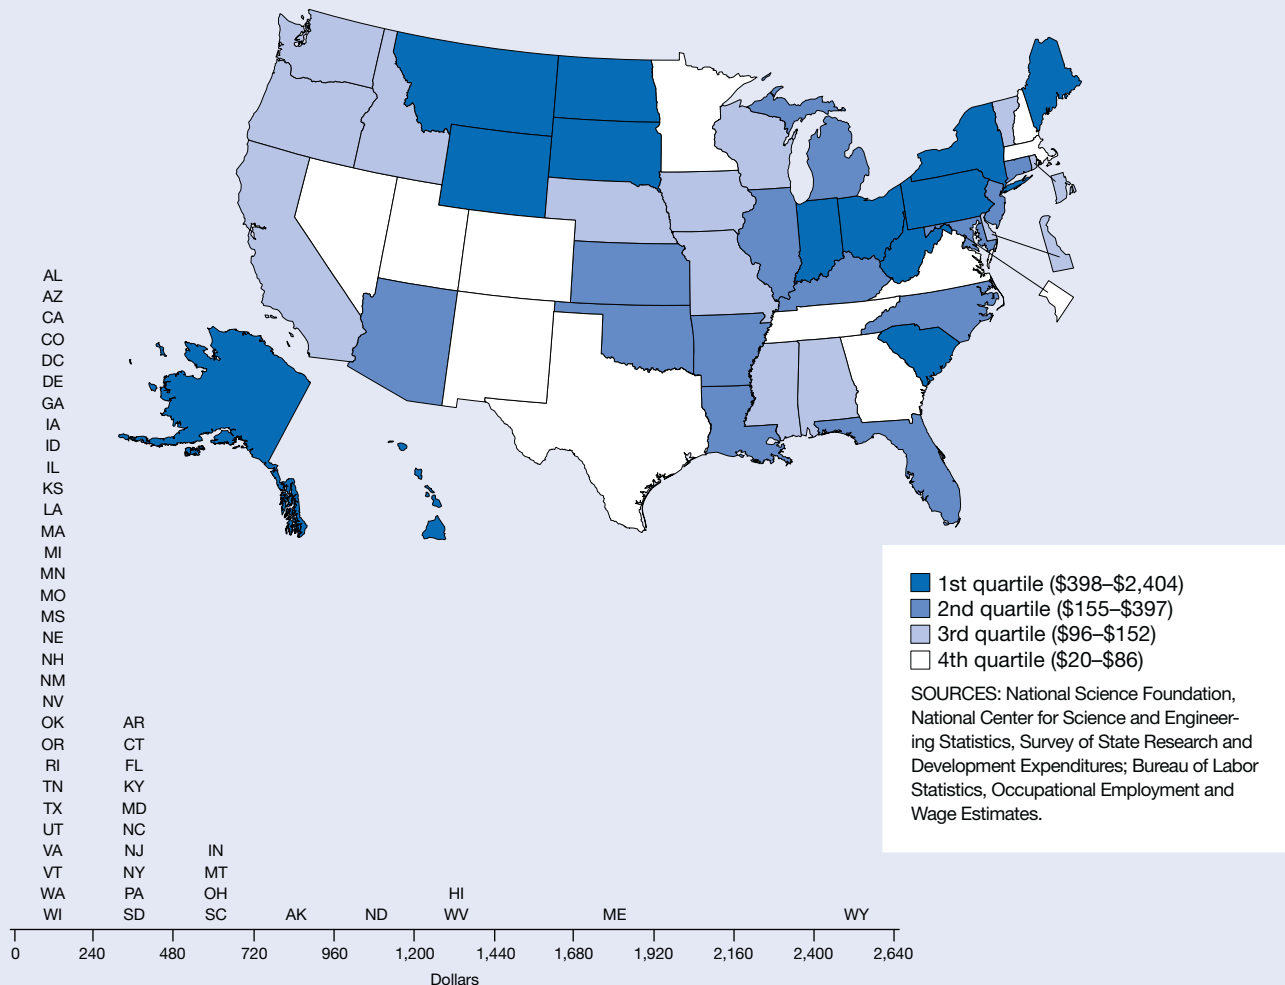 AL
AZ
CA
CO
DC
DE
GA
IA
ID
IL
KS
LA
MA
MI
MN
MO
MS
NE
NH
NM
NV
OK AR
OR CT
RI FL
TN KY
TX MD
UT NC
VA NJ IN
VT NY MT
WA PA OH HI
WI SD SC AK ND WV ME WY
0 240 480 720 960 1,200 1,440 1,680 1,920 2,160 2,400 2,640
Dollars
1st quartile ($398–$2,404)
2nd quartile ($155–$397)
3rd quartile ($96–$152)
4th quartile ($20–$86)
SOURCES: National Science Foundation,
National Center for Science and Engineer-
ing Statistics, Survey of State Research and
Development Expenditures; Bureau of Labor
Statistics, Occupational Employment and
Wage Estimates.